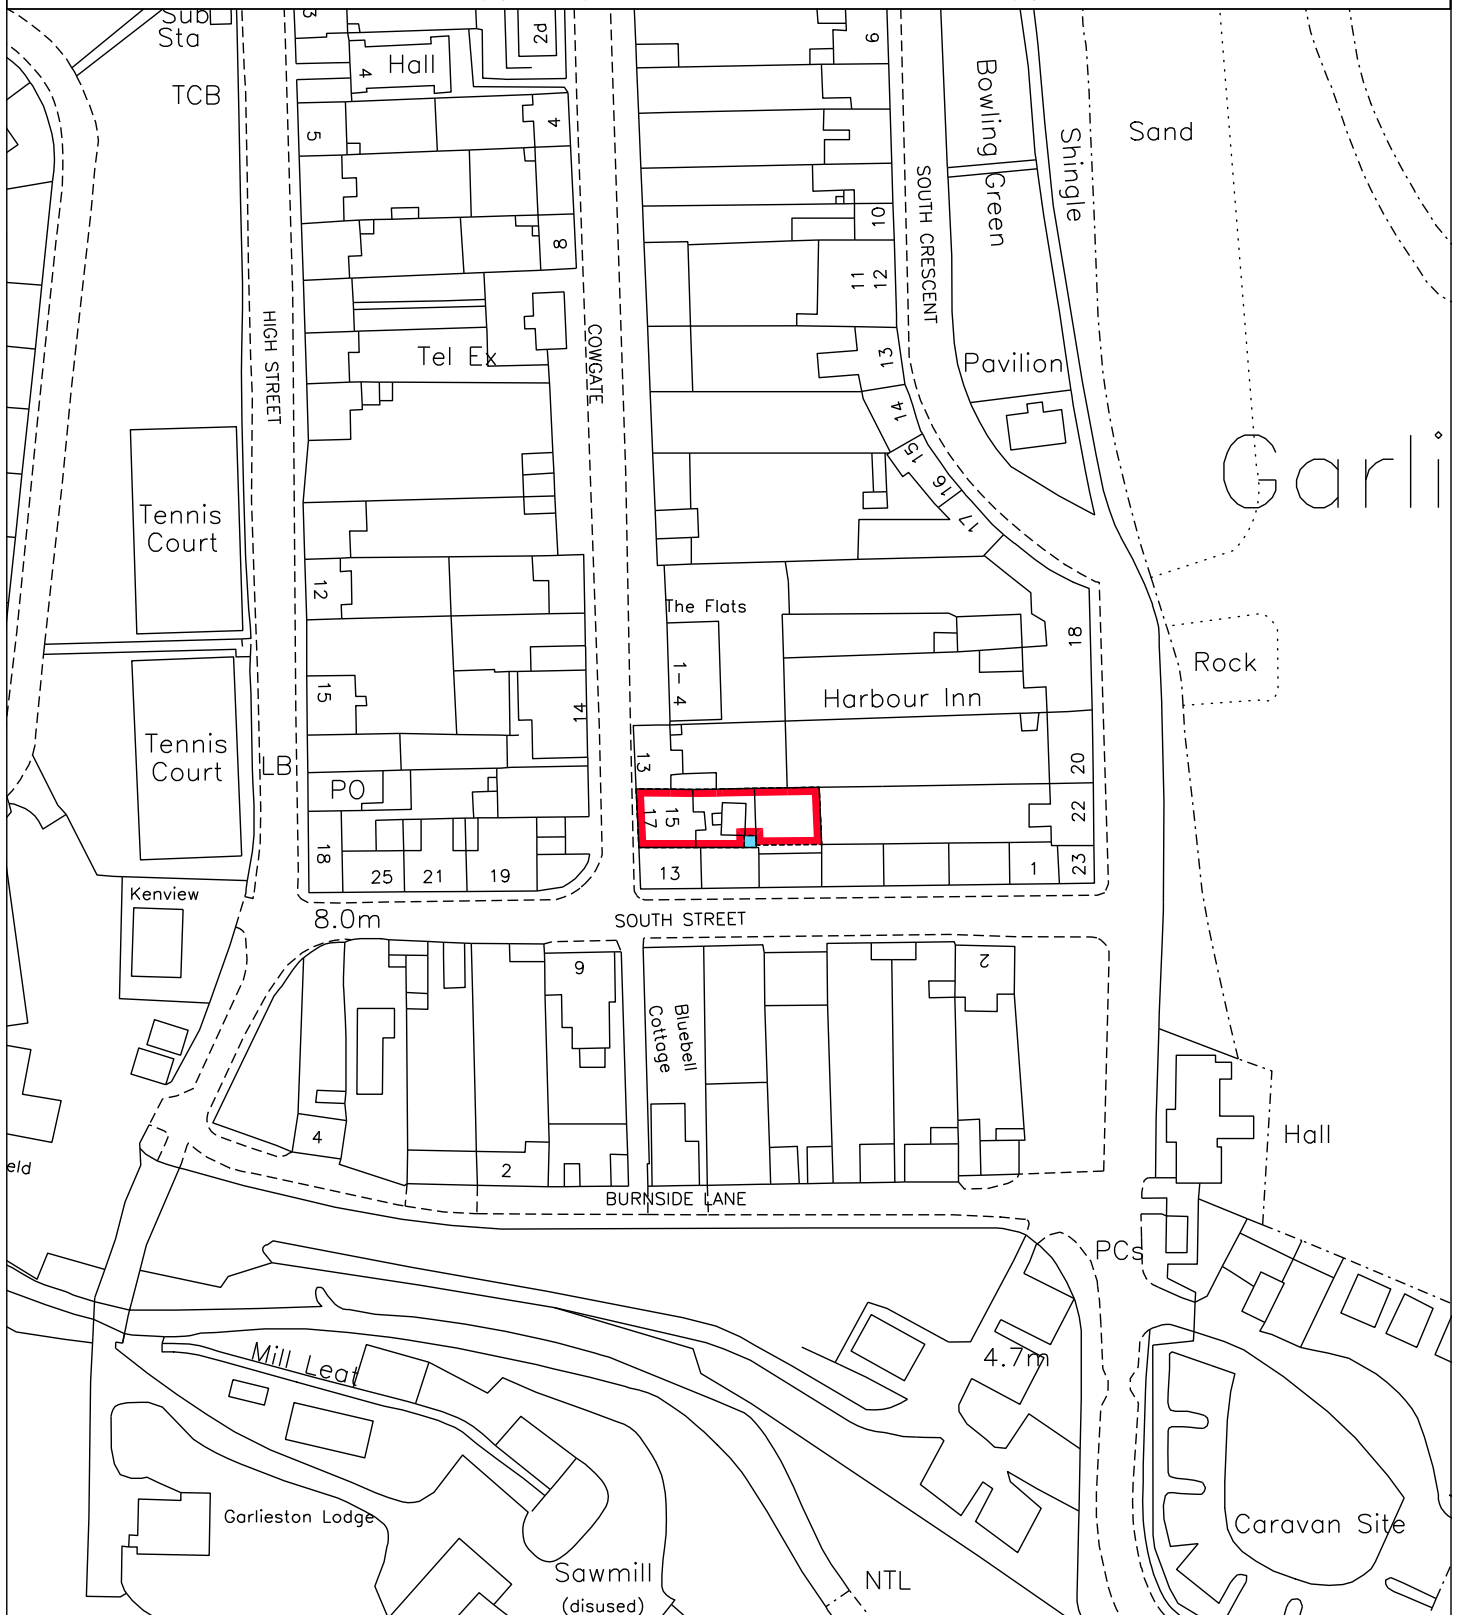 Sub
Sta
TCB
3
4
Hall
2d
5
4
8
6
10
11
12
13
14
15
16
17
SOUTH CRESCENT
Bowling
Green
Shingle
Sand
HIGH STREET
COWGATE
Tel Ex
Pavilion
Garli
Tennis
Court
12
The Flats
1-4
18
Rock
Harbour Inn
15
14
Tennis
Court
LB
PO
13
20
15
17
22
18
25
21
19
13
1
23
Kenview
8.0m
SOUTH STREET
9
2
Bluebell
Cottage
4
2
Hall
eld
BURNSIDE LANE
PCs
Mill Leat
4.7m
Garlieston Lodge
Caravan Site
Sawmill
(disused)
NTL